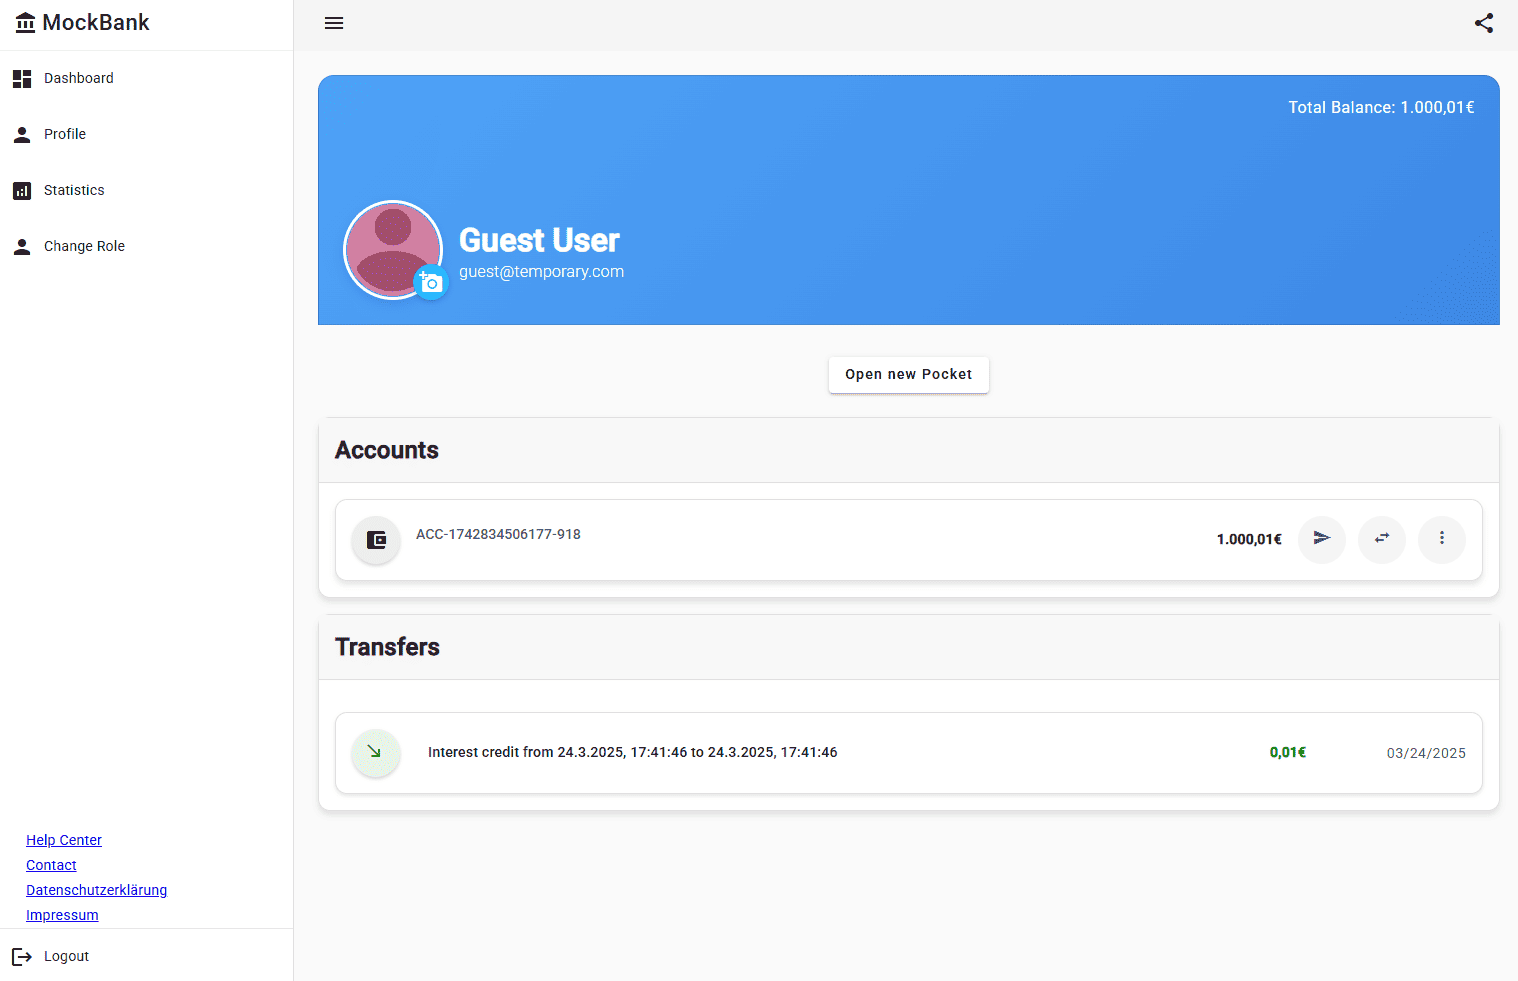 MockBank
Dashboard
Profile
Statistics
Change Role
Help Center
Contact
Datenschutzerklärung
Impressum
Logout
Total Balance: 1.000,01€
Guest User
guest@temporary.com
Open new Pocket
Accounts
ACC-1742834506177-918 1.000,01€
Transfers
Interest credit from 24.3.2025, 17:41:46 to 24.3.2025, 17:41:46 0,01€ 03/24/2025